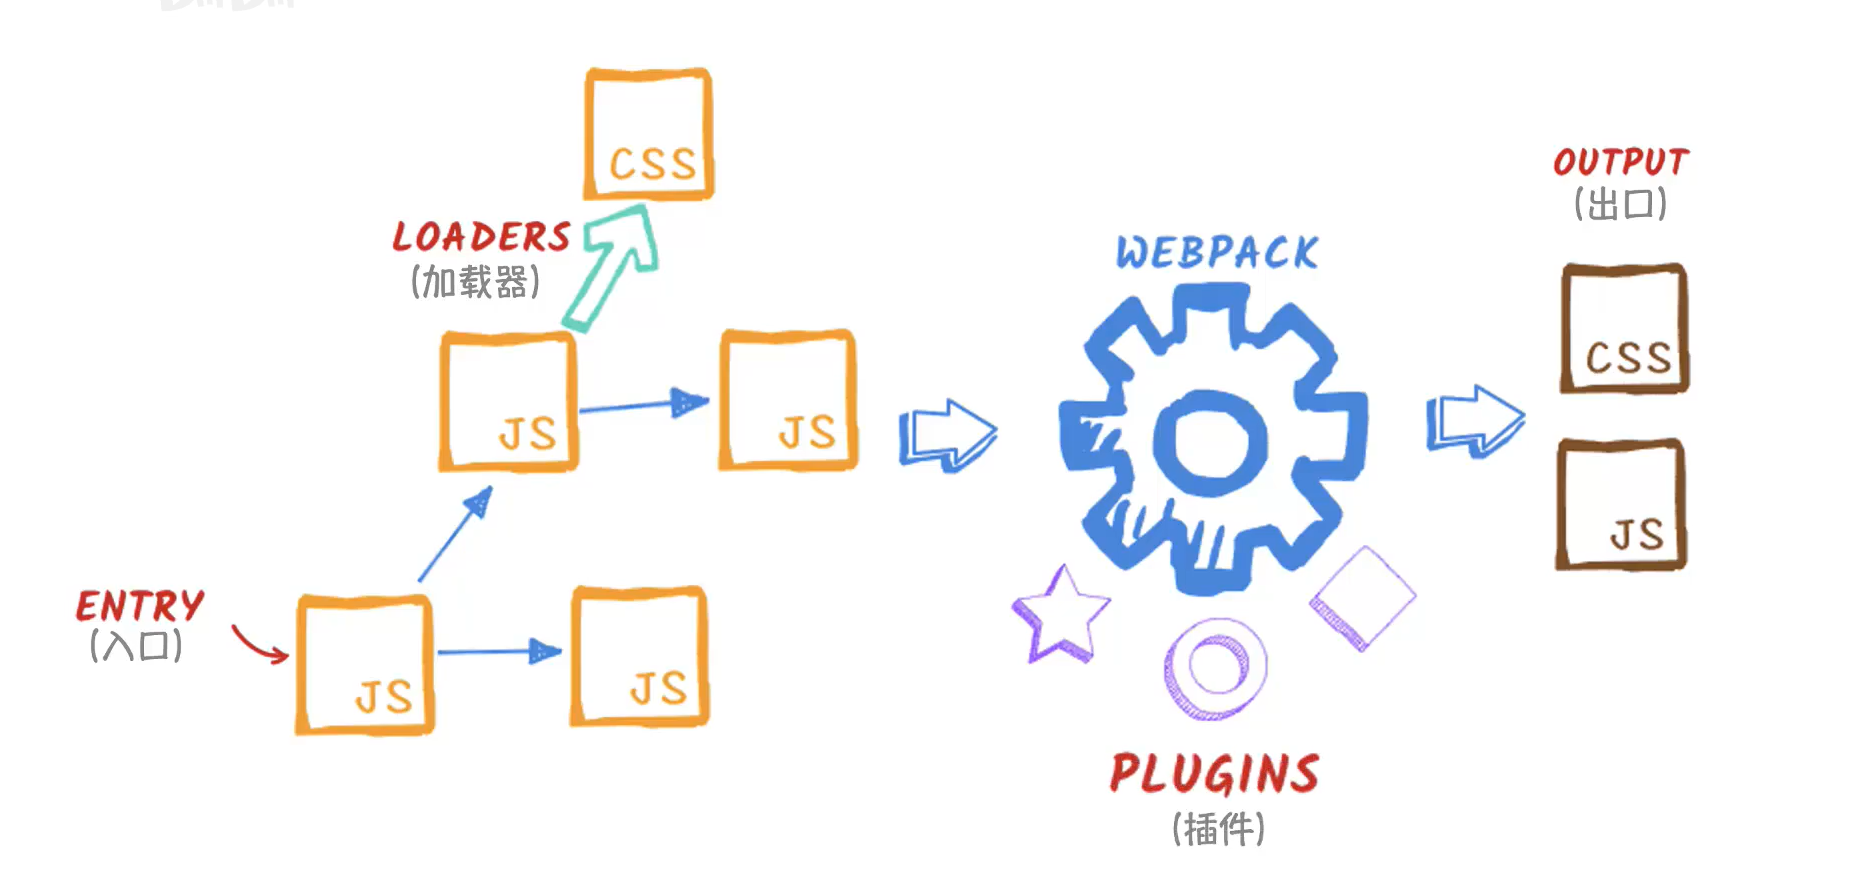 CSS
LOADERS
(加载器)
JS
JS
ENTRY
(入口)
JS
JS
WEBPACK
PLUGINS
(插件)
OUTPUT
(出口)
CSS
JS